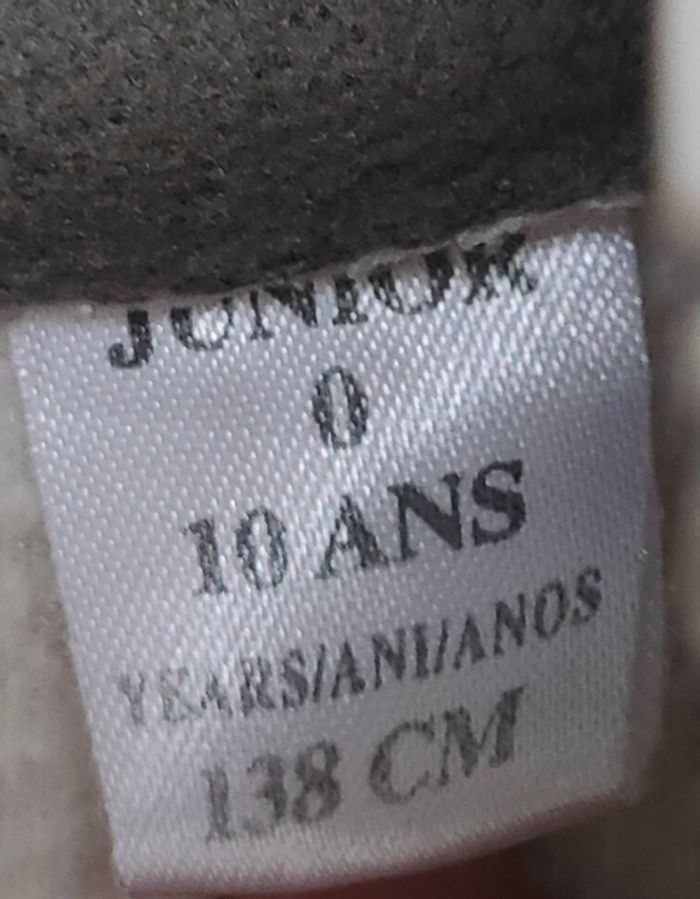 JUNIOR
0
10 ANS
YEARS/ANI/ANOS
138 CM